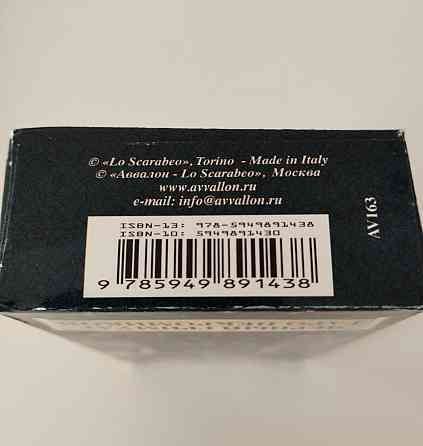 © «Lo Scarabeo», Torino - Made in Italy
© «Аввалон - Lo Scarabeo», Москва
www.avvallon.ru
e-mail: info@avvallon.ru
ISBN-13: 978-5949891438
ISBN-10: 5949891430
9 785949 891438
AV163